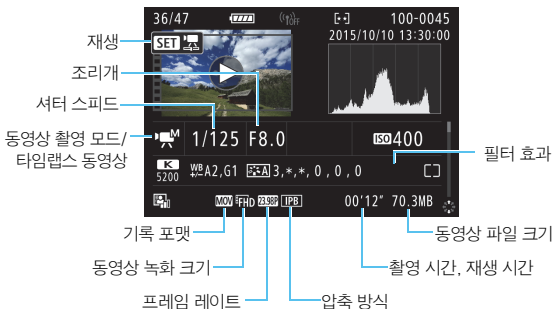 36/47 ((ı)) OFF 100-0045
재생 SET 2015/10/10 13:30:00
조리개
셔터 스피드
동영상 촬영 모드/
타임랩스 동영상
M 1/125 F8.0 ISO 400
필터 효과
K 5200 WB A2,G1 A 3,*,*, 0 , 0 , 0
MOV FHD 23.98P IPB 00'12" 70.3MB
기록 포맷 동영상 파일 크기
동영상 녹화 크기 촬영 시간, 재생 시간
프레임 레이트 압축 방식